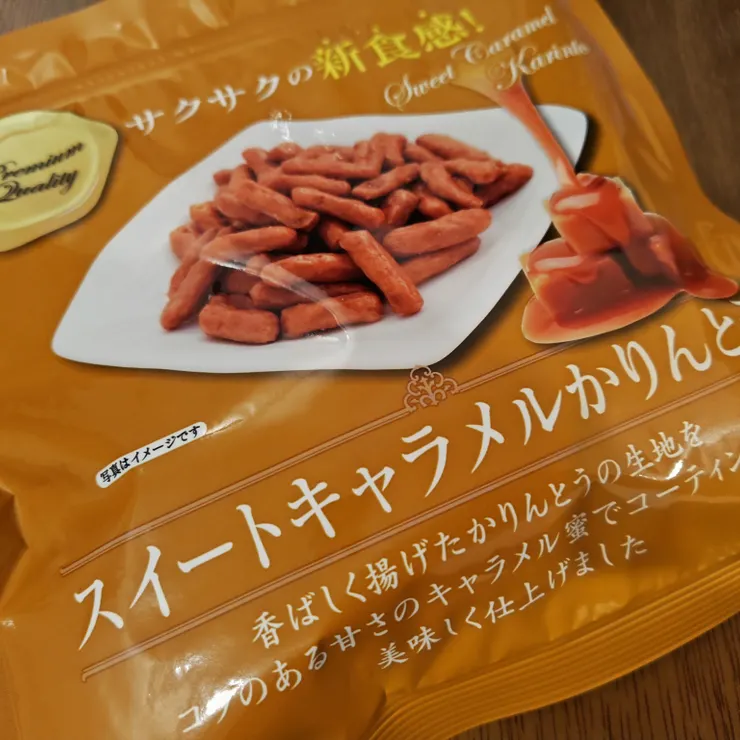 サクサクの新食感!
Sweet Caramel
Karinto
Premium
Quality
写真はイメージです
スイートキャラメルかりんと
香ばしく揚げたかりんとうの生地を
コクのある甘さのキャラメル蜜でコーティン
美味しく仕上げました